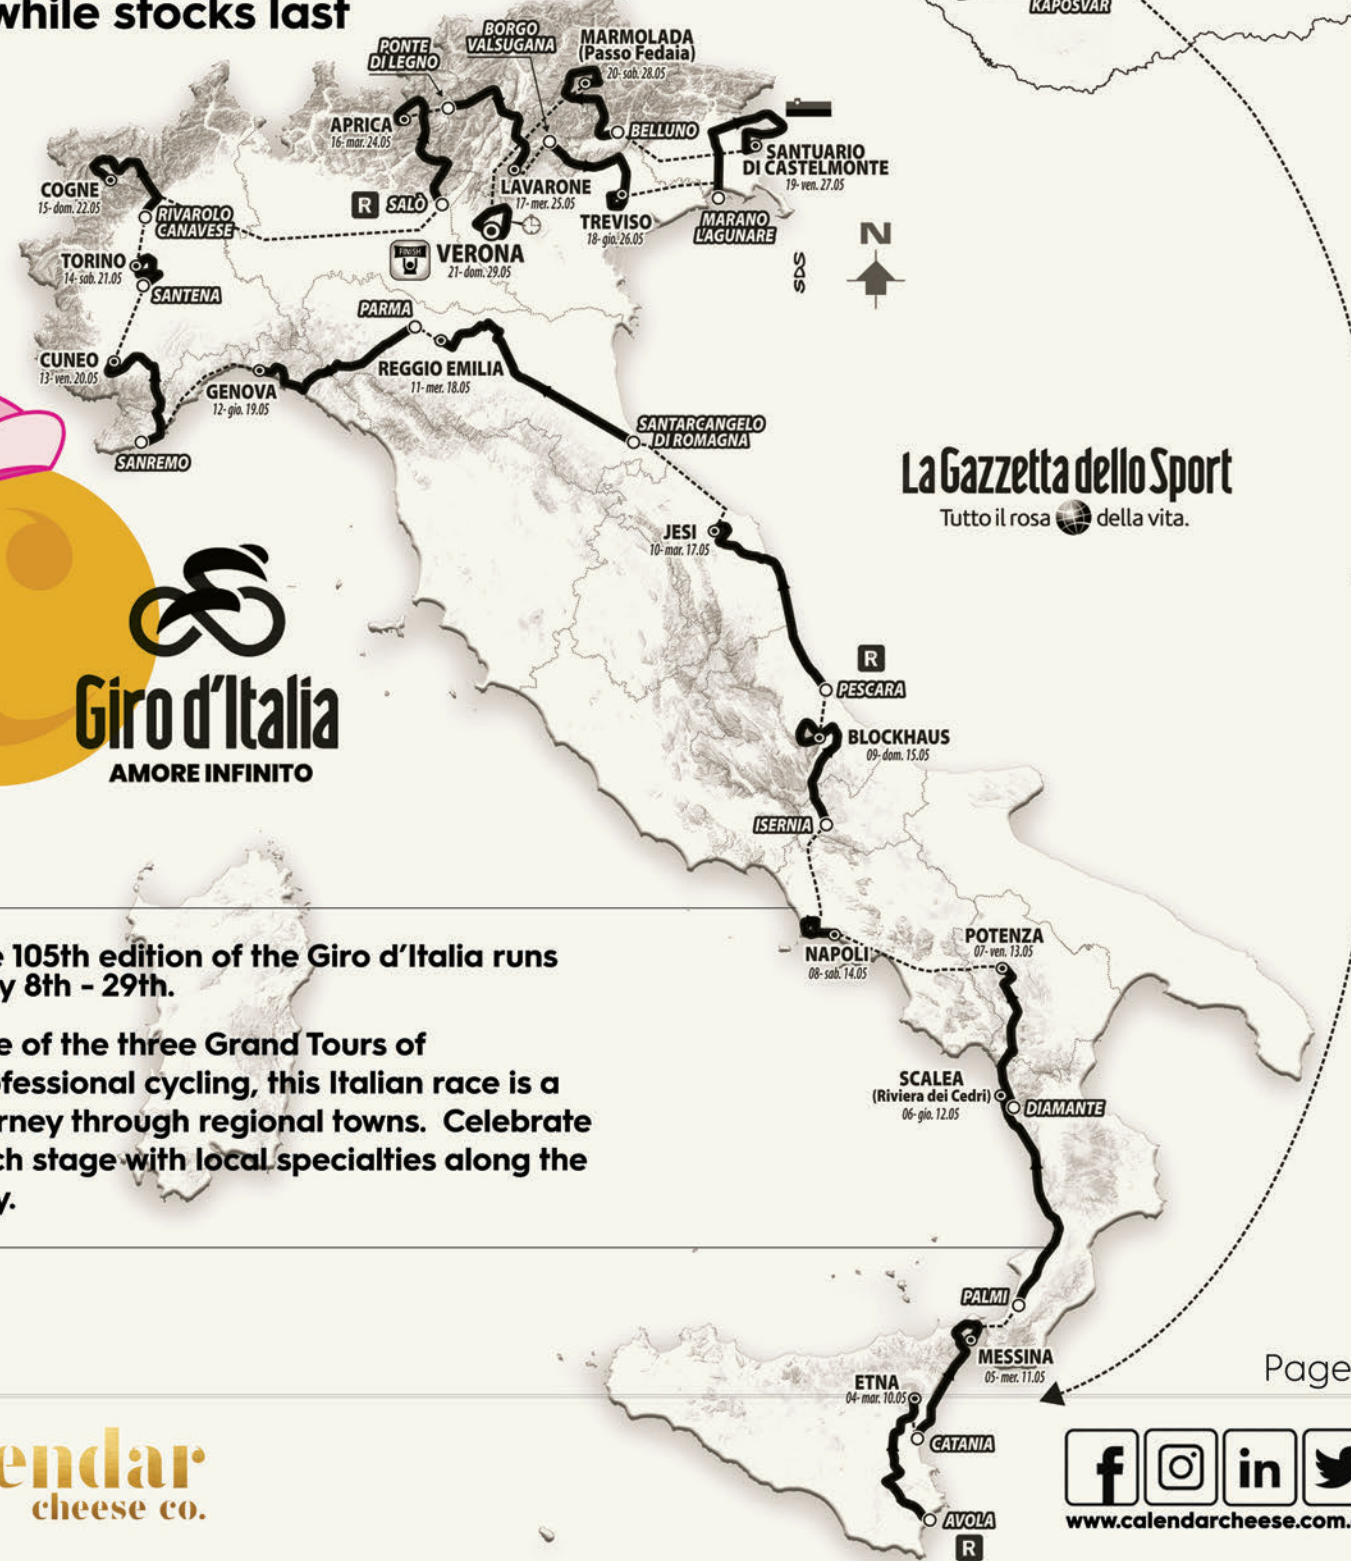 while stocks last
KAPOSVÁR
PONTE
DI LEGNO
BORGO
VALSUGANA
MARMOLADA
(Passo Fedaia)
20- sab. 28.05
APRICA
16- mar. 24.05
BELLUNO
SANTUARIO
DI CASTELMONTE
19- ven. 27.05
COGNE
15- dom. 22.05
LAVARONE
17- mer. 25.05
R
SALÒ
RIVAROLO
CANAVESE
TREVISO
18- gio. 26.05
MARANO
LAGUNARE
N
FINISH
VERONA
21- dom. 29.05
TORINO
14- sab. 21.05
SDS
SANTENA
PARMA
CUNEO
13- ven. 20.05
REGGIO EMILIA
11- mer. 18.05
GENOVA
12- gio. 19.05
SANTARCANGELO
DI ROMAGNA
SANREMO
La Gazzetta dello Sport
Tutto il rosa della vita.
JESI
10- mar. 17.05
R
PESCARA
Giro d'Italia
AMORE INFINITO
BLOCKHAUS
09- dom. 15.05
ISERNIA
POTENZA
07- ven. 13.05
NAPOLI
08- sab. 14.05
e 105th edition of the Giro d'Italia runs
y 8th - 29th.
e of the three Grand Tours of
fessional cycling, this Italian race is a
rney through regional towns. Celebrate
ch stage with local specialties along the
y.
SCALEA
(Riviera dei Cedri)
06- gio. 12.05
DIAMANTE
PALMI
MESSINA
05- mer. 11.05
Page
ETNA
04- mar. 10.05
CATANIA
endar
cheese co.
f
in
www.calendarcheese.com.
AVOLA
R